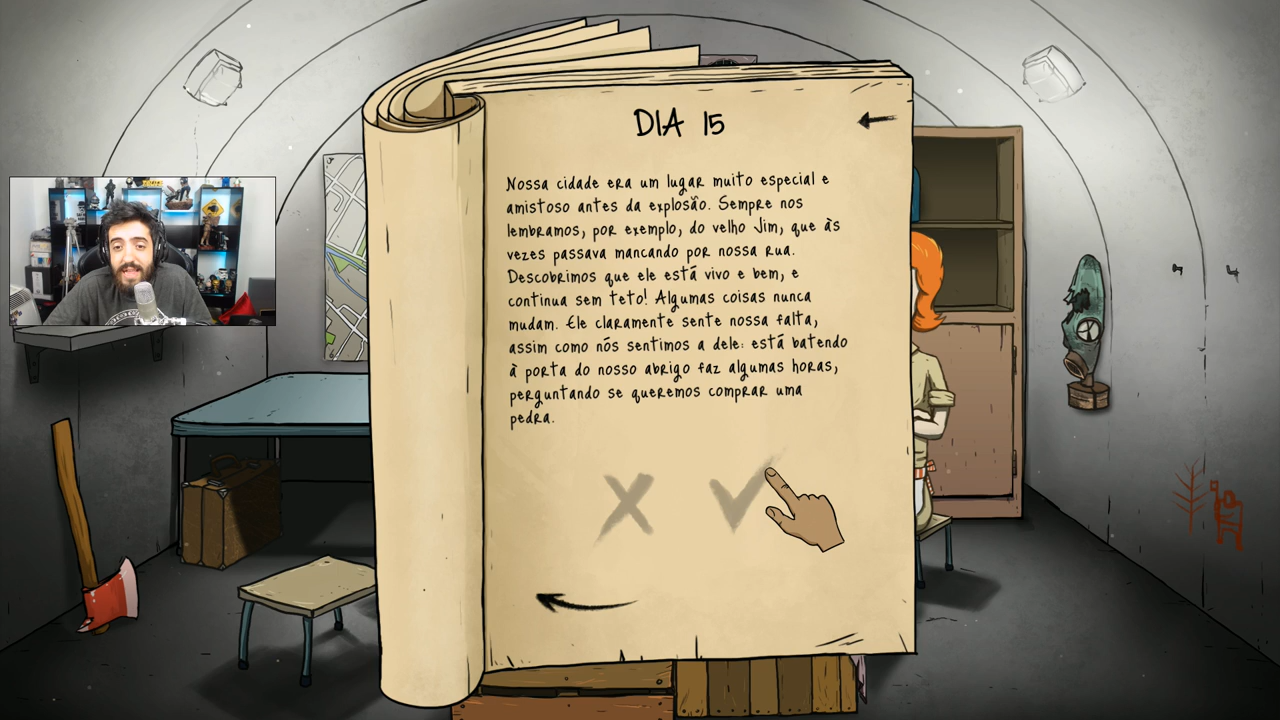 DIA 15
Nossa cidade era um lugar muito especial e
amistoso antes da explosão. Sempre nos
lembramos, por exemplo, do velho Jim, que às
vezes passava mancando por nossa rua.
Descobrimos que ele está vivo e bem, e
continua sem teto! Algumas coisas nunca
mudam. Ele claramente sente nossa falta,
assim como nós sentimos a dele: está batendo
à porta do nosso abrigo faz algumas horas,
perguntando se queremos comprar uma
pedra.